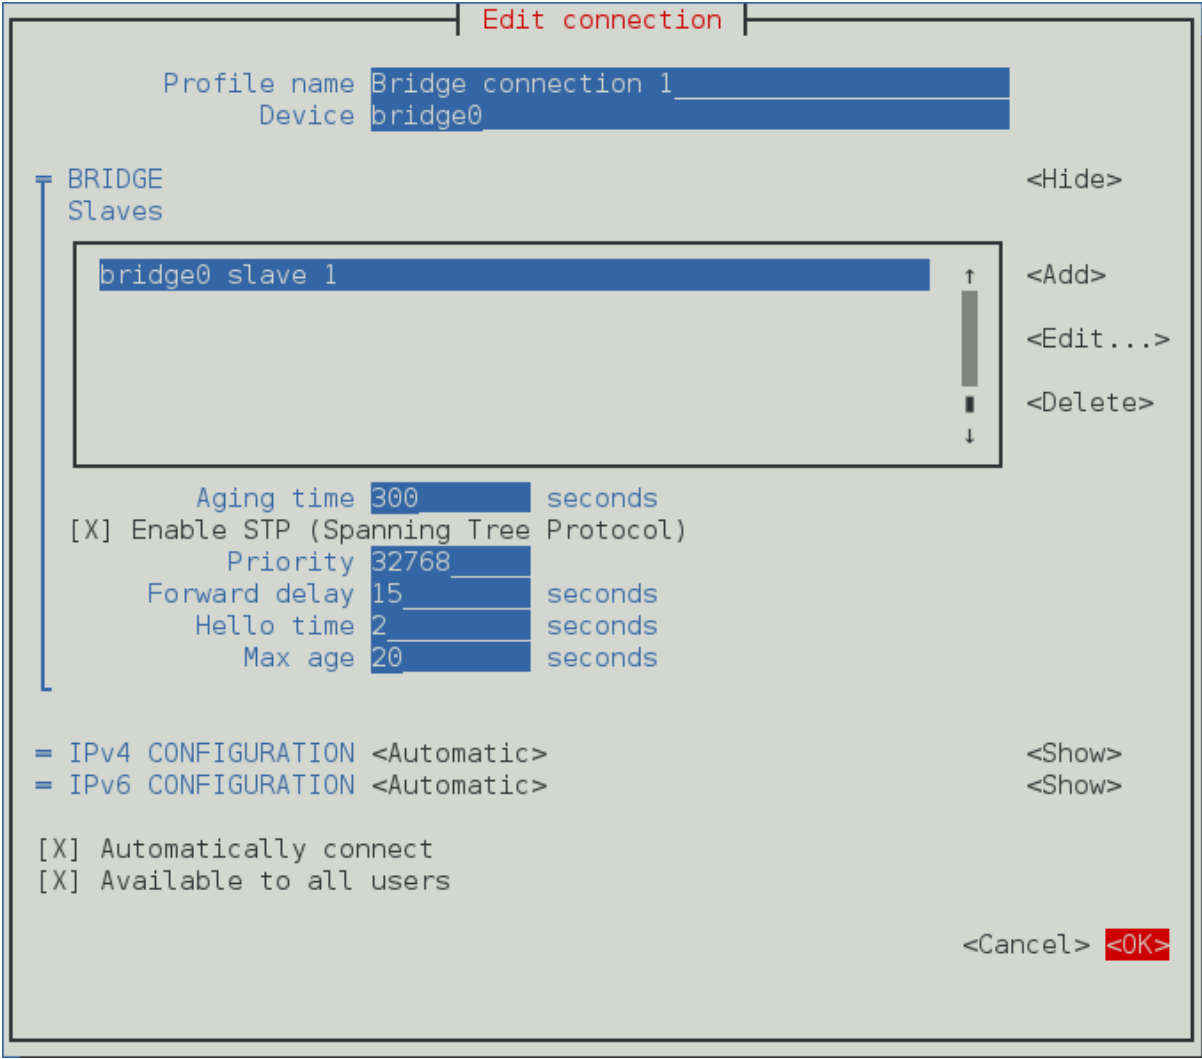 Edit connection
Profile name Bridge connection 1
Device bridge0
BRIDGE <Hide>
Slaves
bridge0 slave 1 ↑ <Add>
<Edit...>
<Delete>
↓
Aging time 300 seconds
[X] Enable STP (Spanning Tree Protocol)
Priority 32768
Forward delay 15 seconds
Hello time 2 seconds
Max age 20 seconds
= IPv4 CONFIGURATION <Automatic> <Show>
= IPv6 CONFIGURATION <Automatic> <Show>
[X] Automatically connect
[X] Available to all users
<Cancel> <OK>